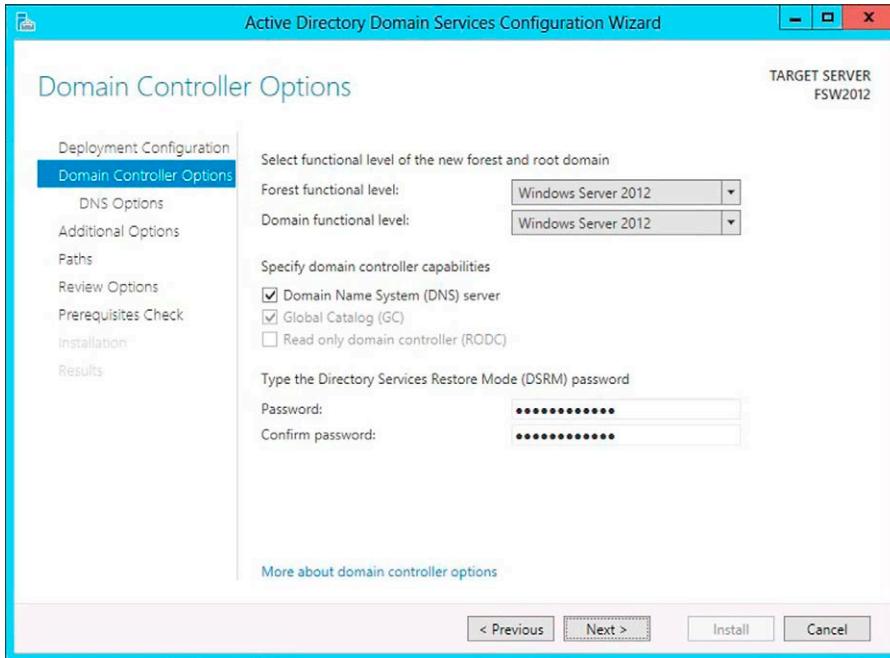 Active Directory Domain Services Configuration Wizard
Domain Controller Options
TARGET SERVER
FSW2012
Deployment Configuration
Domain Controller Options
DNS Options
Additional Options
Paths
Review Options
Prerequisites Check
Installation
Results
Select functional level of the new forest and root domain
Forest functional level: Windows Server 2012
Domain functional level: Windows Server 2012
Specify domain controller capabilities
Domain Name System (DNS) server
Global Catalog (GC)
Read only domain controller (RODC)
Type the Directory Services Restore Mode (DSRM) password
Password: ••••••••••••
Confirm password: ••••••••••••
More about domain controller options
< Previous Next > Install Cancel